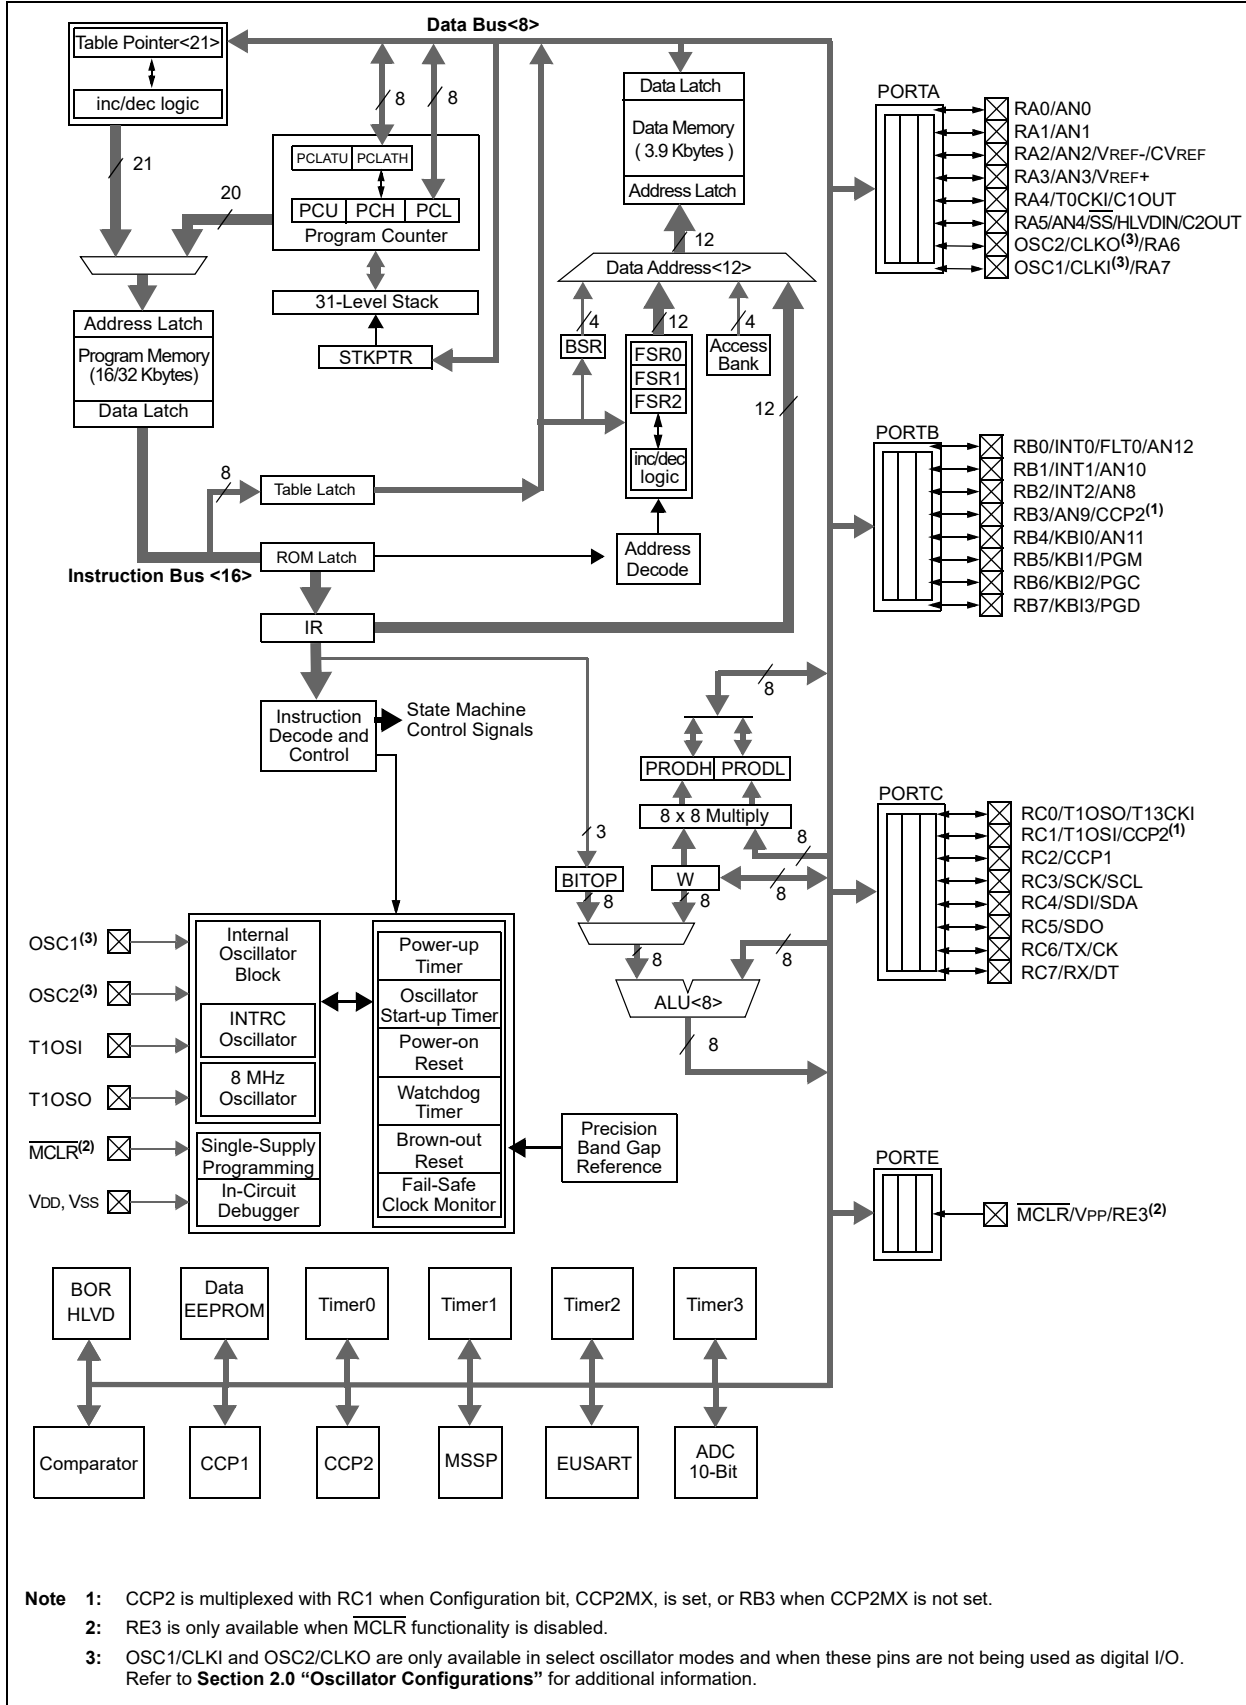 Data Bus<8>
Table Pointer<21>
inc/dec logic
21
20
8
8
PCLATU PCLATH
PCU PCH PCL
Program Counter
31-Level Stack
STKPTR
Address Latch
Program Memory
(16/32 Kbytes)
Data Latch
Data Latch
Data Memory
( 3.9 Kbytes )
Address Latch
12
Data Address<12>
4
12
4
BSR
FSR0
FSR1
FSR2
inc/dec
logic
Access
Bank
12
8
Table Latch
ROM Latch
Instruction Bus <16>
Address
Decode
IR
Instruction
Decode and
Control
State Machine
Control Signals
8
PRODH PRODL
8 x 8 Multiply
3
8
BITOP
W
8
8
8
8
8
ALU<8>
8
OSC1(3)
OSC2(3)
T1OSI
T1OSO
MCLR(2)
VDD, VSS
Internal
Oscillator
Block
INTRC
Oscillator
8 MHz
Oscillator
Single-Supply
Programming
In-Circuit
Debugger
Power-up
Timer
Oscillator
Start-up Timer
Power-on
Reset
Watchdog
Timer
Brown-out
Reset
Fail-Safe
Clock Monitor
Precision
Band Gap
Reference
PORTA
RA0/AN0
RA1/AN1
RA2/AN2/VREF-/CVREF
RA3/AN3/VREF+
RA4/T0CKI/C1OUT
RA5/AN4/SS/HLVDIN/C2OUT
OSC2/CLKO(3)/RA6
OSC1/CLKI(3)/RA7
PORTB
RB0/INT0/FLT0/AN12
RB1/INT1/AN10
RB2/INT2/AN8
RB3/AN9/CCP2(1)
RB4/KBI0/AN11
RB5/KBI1/PGM
RB6/KBI2/PGC
RB7/KBI3/PGD
PORTC
RC0/T1OSO/T13CKI
RC1/T1OSI/CCP2(1)
RC2/CCP1
RC3/SCK/SCL
RC4/SDI/SDA
RC5/SDO
RC6/TX/CK
RC7/RX/DT
PORTE
MCLR/VPP/RE3(2)
BOR
HLVD
Data
EEPROM
Timer0
Timer1
Timer2
Timer3
Comparator
CCP1
CCP2
MSSP
EUSART
ADC
10-Bit
Note 1: CCP2 is multiplexed with RC1 when Configuration bit, CCP2MX, is set, or RB3 when CCP2MX is not set.
2: RE3 is only available when MCLR functionality is disabled.
3: OSC1/CLKI and OSC2/CLKO are only available in select oscillator modes and when these pins are not being used as digital I/O.
Refer to Section 2.0 “Oscillator Configurations” for additional information.